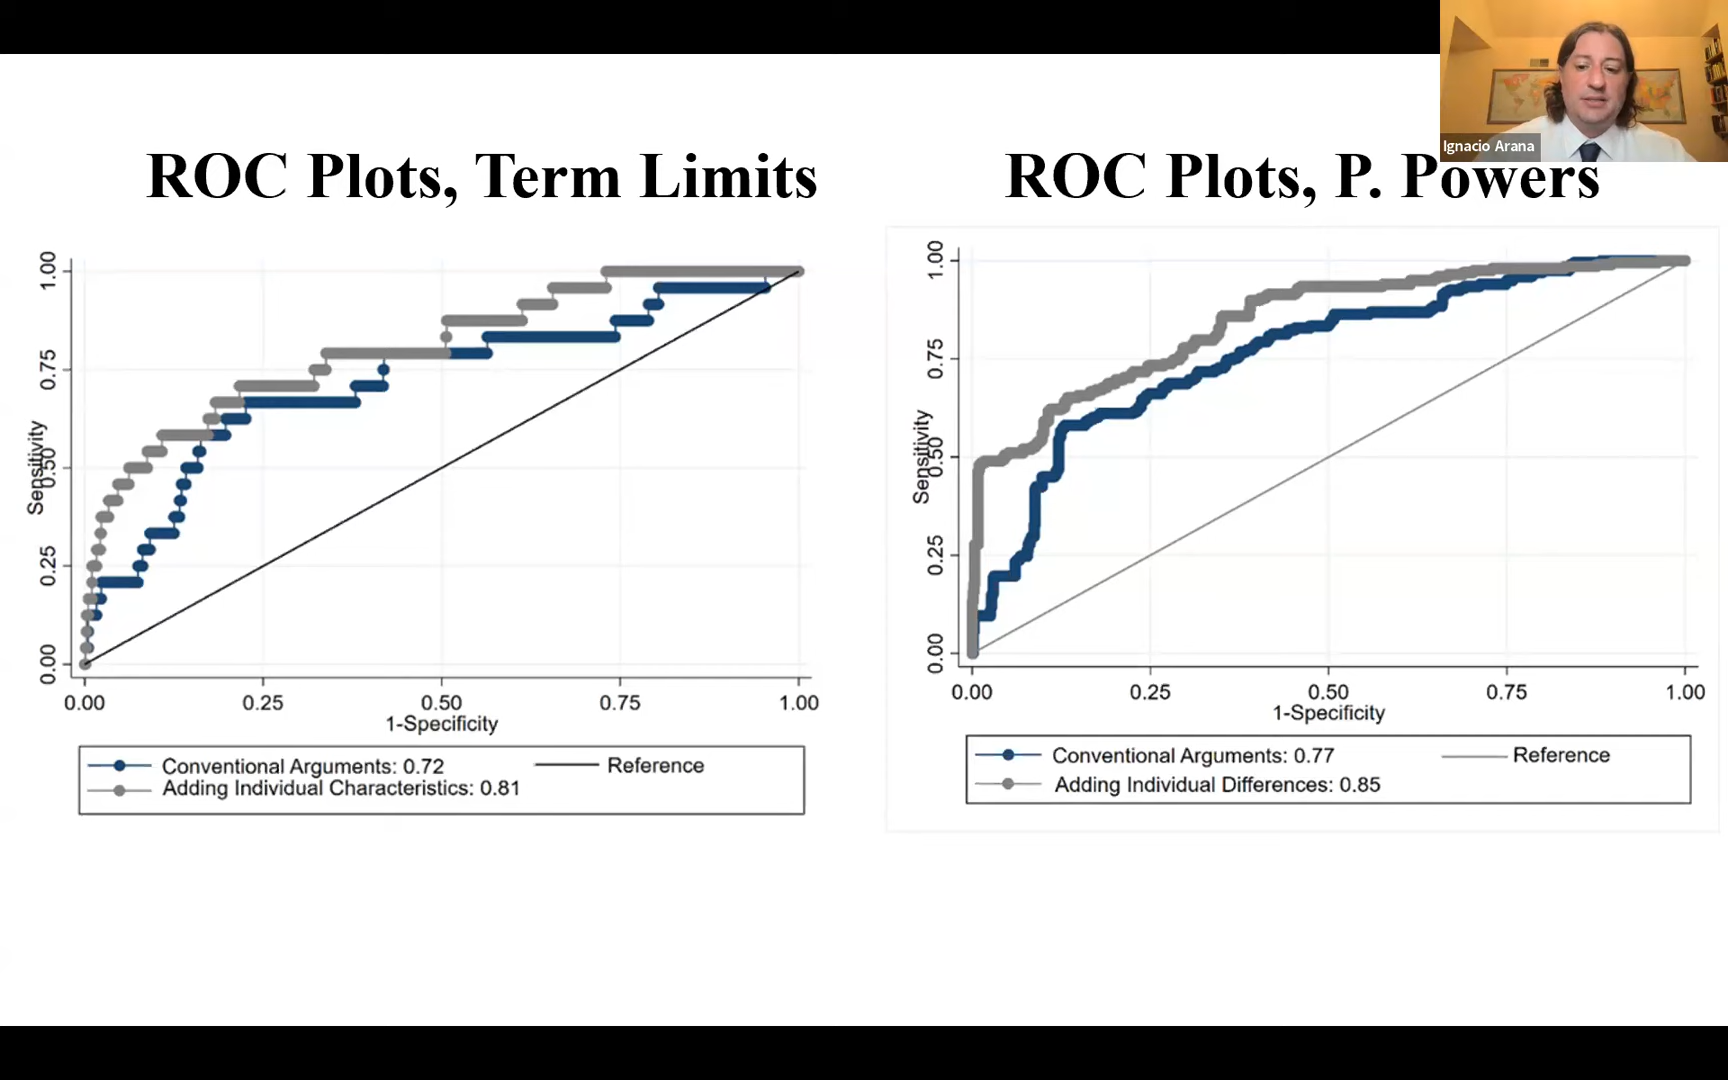 Ignacio Arana
ROC Plots, Term Limits
Sensitivity
1.00
0.75
0.50
0.25
0.00
0.00 0.25 0.50 0.75 1.00
1-Specificity
Conventional Arguments: 0.72 Reference
Adding Individual Characteristics: 0.81
ROC Plots, P. Powers
Sensitivity
1.00
0.75
0.50
0.25
0.00
0.00 0.25 0.50 0.75 1.00
1-Specificity
Conventional Arguments: 0.77 Reference
Adding Individual Differences: 0.85